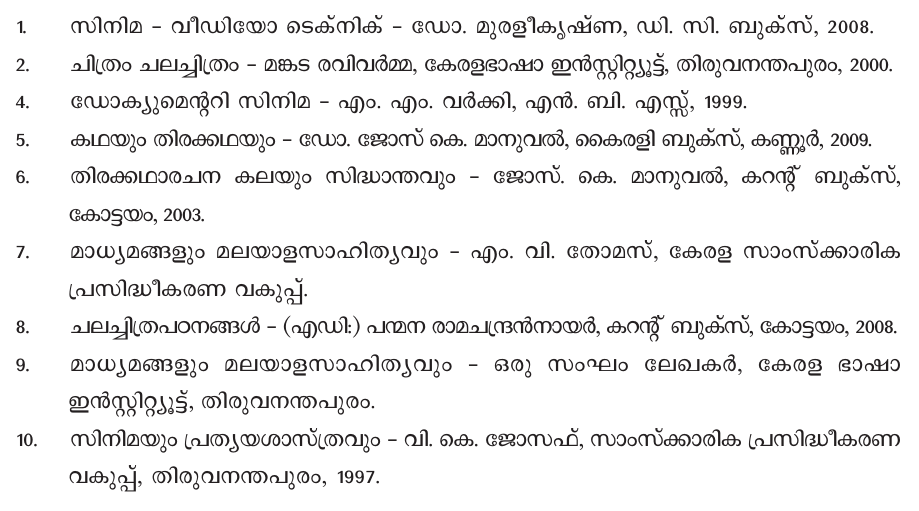 1. സിനിമ – വീഡിയോ ടെക്നിക് – ഡോ. മുരളീകൃഷ്ണ, ഡി. സി. ബുക്സ്, 2008.
2. ചിത്രം ചലച്ചിത്രം – മങ്കട രവിവർമ്മ, കേരളഭാഷാ ഇൻസ്റ്റിറ്റ്യൂട്ട്, തിരുവനന്തപുരം, 2000.
4. ഡോക്യുമെന്ററി സിനിമ – എം. എം. വർക്കി, എൻ. ബി. എസ്സ്, 1999.
5. കഥയും തിരക്കഥയും – ഡോ. ജോസ് കെ. മാനുവൽ, കൈരളി ബുക്സ്, കണ്ണൂർ, 2009.
6. തിരക്കഥാരചന കലയും സിദ്ധാന്തവും – ജോസ്. കെ. മാനുവൽ, കറന്റ് ബുക്സ്,
കോട്ടയം, 2003.
7. മാധ്യമങ്ങളും മലയാളസാഹിത്യവും – എം. വി. തോമസ്, കേരള സാംസ്ക്കാരിക
പ്രസിദ്ധീകരണ വകുപ്പ്.
8. ചലച്ചിത്രപഠനങ്ങൾ – (എഡി:) പന്മന രാമചന്ദ്രൻനായർ, കറന്റ് ബുക്സ്, കോട്ടയം, 2008.
9. മാധ്യമങ്ങളും മലയാളസാഹിത്യവും – ഒരു സംഘം ലേഖകർ, കേരള ഭാഷാ
ഇൻസ്റ്റിറ്റ്യൂട്ട്, തിരുവനന്തപുരം.
10. സിനിമയും പ്രത്യയശാസ്ത്രവും – വി. കെ. ജോസഫ്, സാംസ്ക്കാരിക പ്രസിദ്ധീകരണ
വകുപ്പ്, തിരുവനന്തപുരം, 1997.